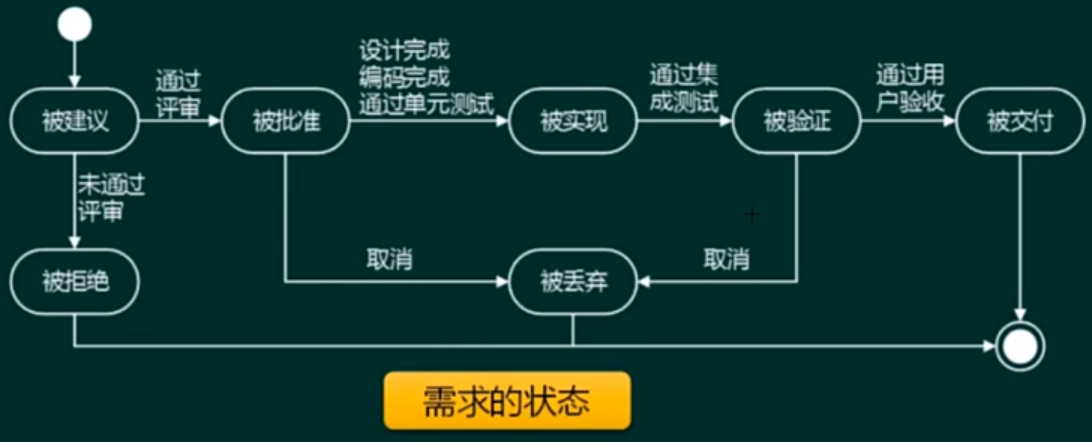 设计完成
编码完成
通过单元测试
通过
评审
通过集
成测试
通过用
户验收
被建议
被批准
被实现
被验证
被交付
未通过
评审
取消
取消
被拒绝
被丢弃
需求的状态